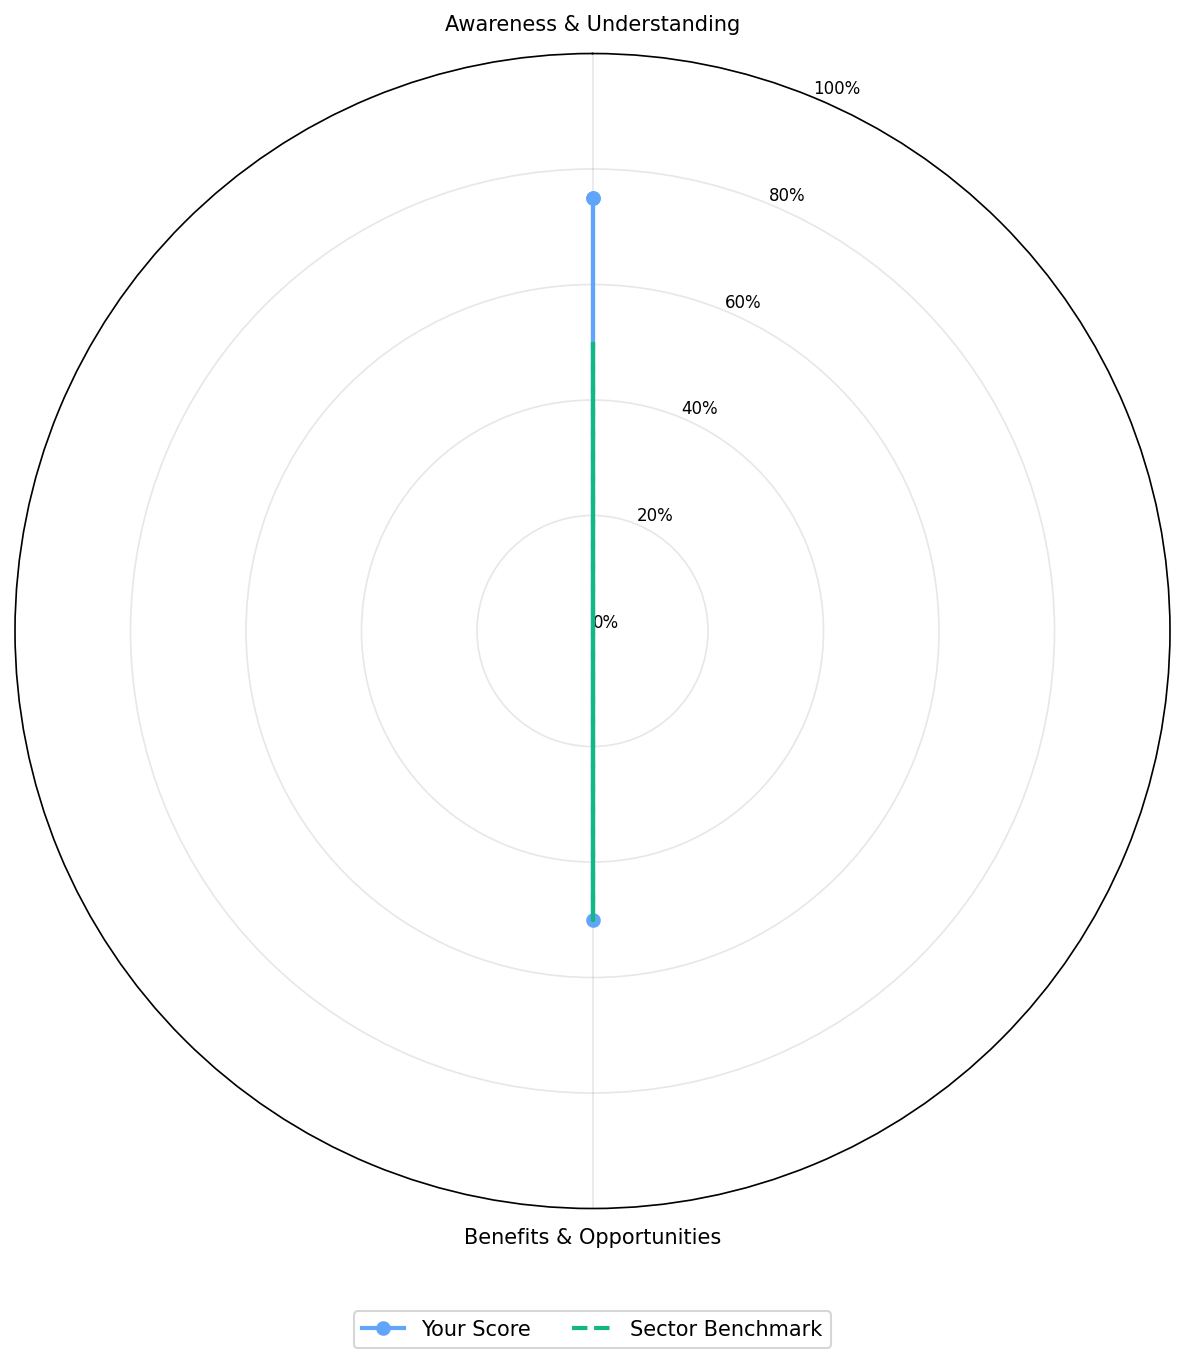 Awareness & Understanding
100%
80%
60%
40%
20%
0%
Benefits & Opportunities
Your Score
Sector Benchmark